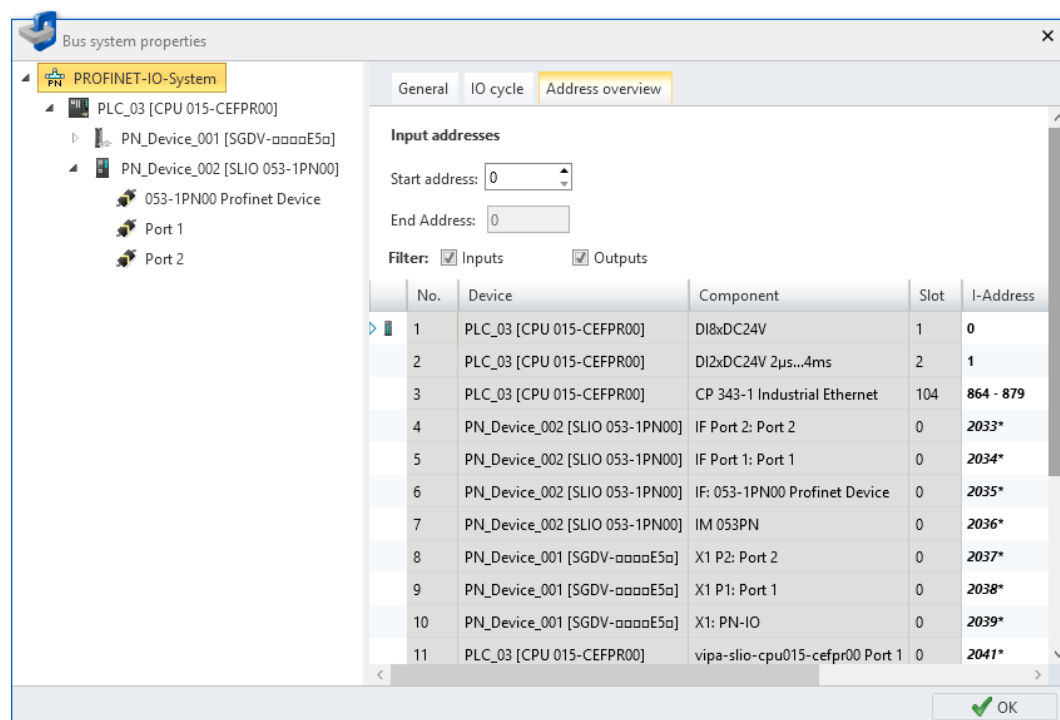 Bus system properties
PROFINET-IO-System
PLC_03 [CPU 015-CEFPR00]
PN_Device_001 [SGDV-□□□□E5□]
PN_Device_002 [SLIO 053-1PN00]
053-1PN00 Profinet Device
Port 1
Port 2
General IO cycle Address overview
Input addresses
Start address: 0
End Address: 0
Filter: Inputs Outputs
No. Device Component Slot I-Address
1 PLC_03 [CPU 015-CEFPR00] DI8xDC24V 1 0
2 PLC_03 [CPU 015-CEFPR00] DI2xDC24V 2µs...4ms 2 1
3 PLC_03 [CPU 015-CEFPR00] CP 343-1 Industrial Ethernet 104 864 - 879
4 PN_Device_002 [SLIO 053-1PN00] IF Port 2: Port 2 0 2033*
5 PN_Device_002 [SLIO 053-1PN00] IF Port 1: Port 1 0 2034*
6 PN_Device_002 [SLIO 053-1PN00] IF: 053-1PN00 Profinet Device 0 2035*
7 PN_Device_002 [SLIO 053-1PN00] IM 053PN 0 2036*
8 PN_Device_001 [SGDV-□□□□E5□] X1 P2: Port 2 0 2037*
9 PN_Device_001 [SGDV-□□□□E5□] X1 P1: Port 1 0 2038*
10 PN_Device_001 [SGDV-□□□□E5□] X1: PN-IO 0 2039*
11 PLC_03 [CPU 015-CEFPR00] vipa-slio-cpu015-cefpr00 Port 1 0 2041*
OK